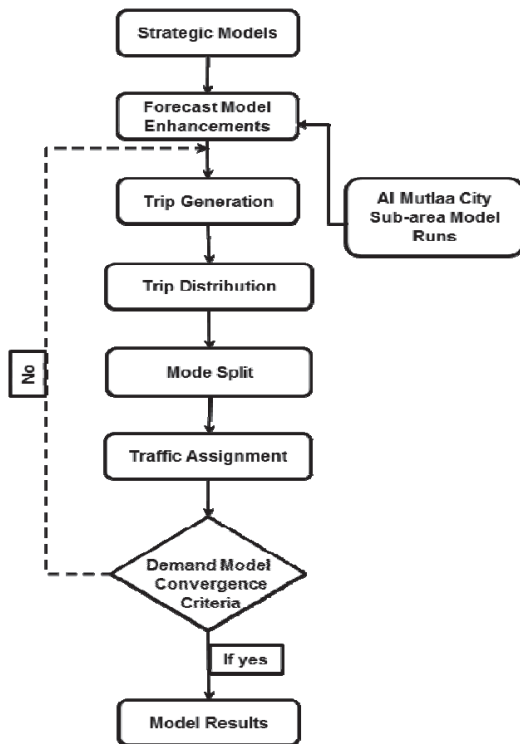 Strategic Models
Forecast Model
Enhancements
Trip Generation
Al Mutlaa City
Sub-area Model
Runs
Trip Distribution
No
Mode Split
Traffic Assignment
Demand Model
Convergence
Criteria
If yes
Model Results